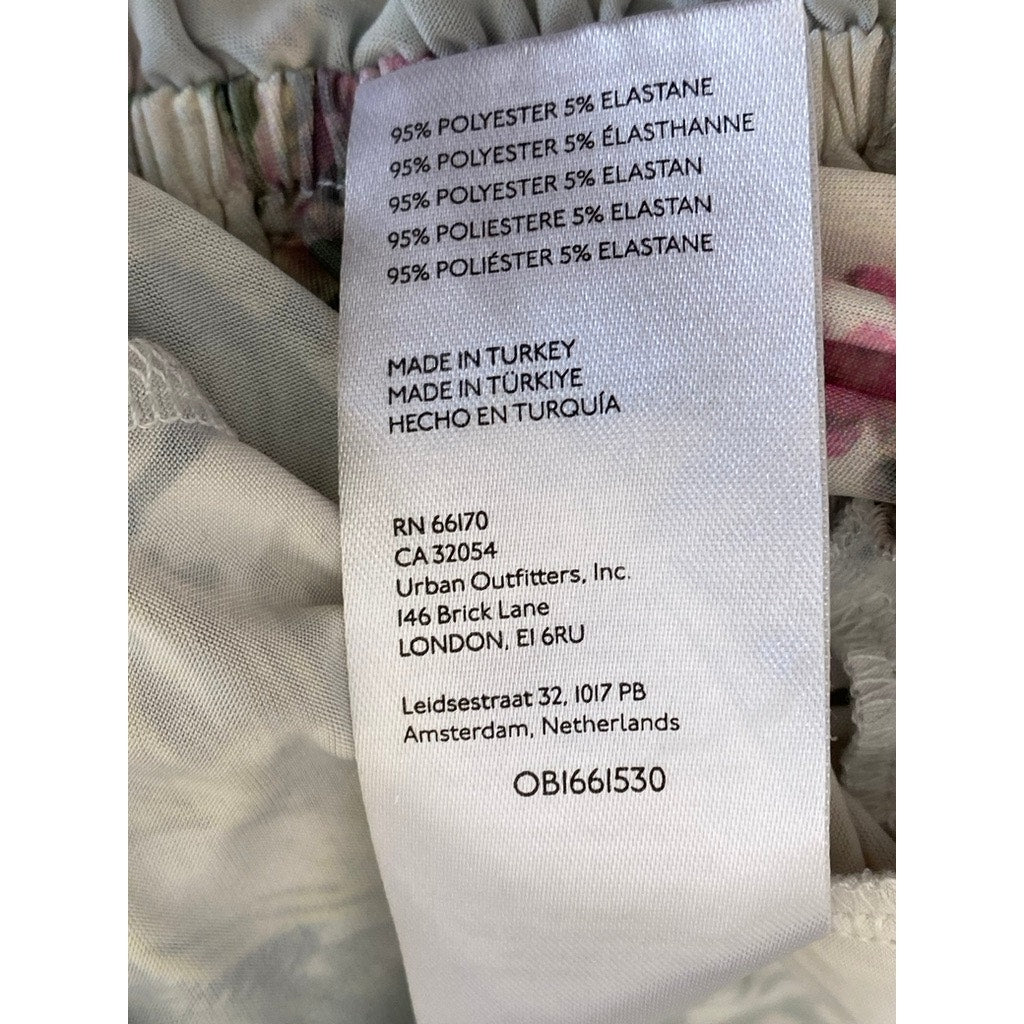 95% POLYESTER 5% ELASTANE
95% POLYESTER 5% ÉLASTHANNE
95% POLYESTER 5% ELASTAN
95% POLIESTERE 5% ELASTAN
95% POLIÉSTER 5% ELASTANE
MADE IN TURKEY
MADE IN TÜRKIYE
HECHO EN TURQUÍA
RN 66170
CA 32054
Urban Outfitters, Inc.
146 Brick Lane
LONDON, E1 6RU
Leidsestraat 32, 1017 PB
Amsterdam, Netherlands
OB1661530